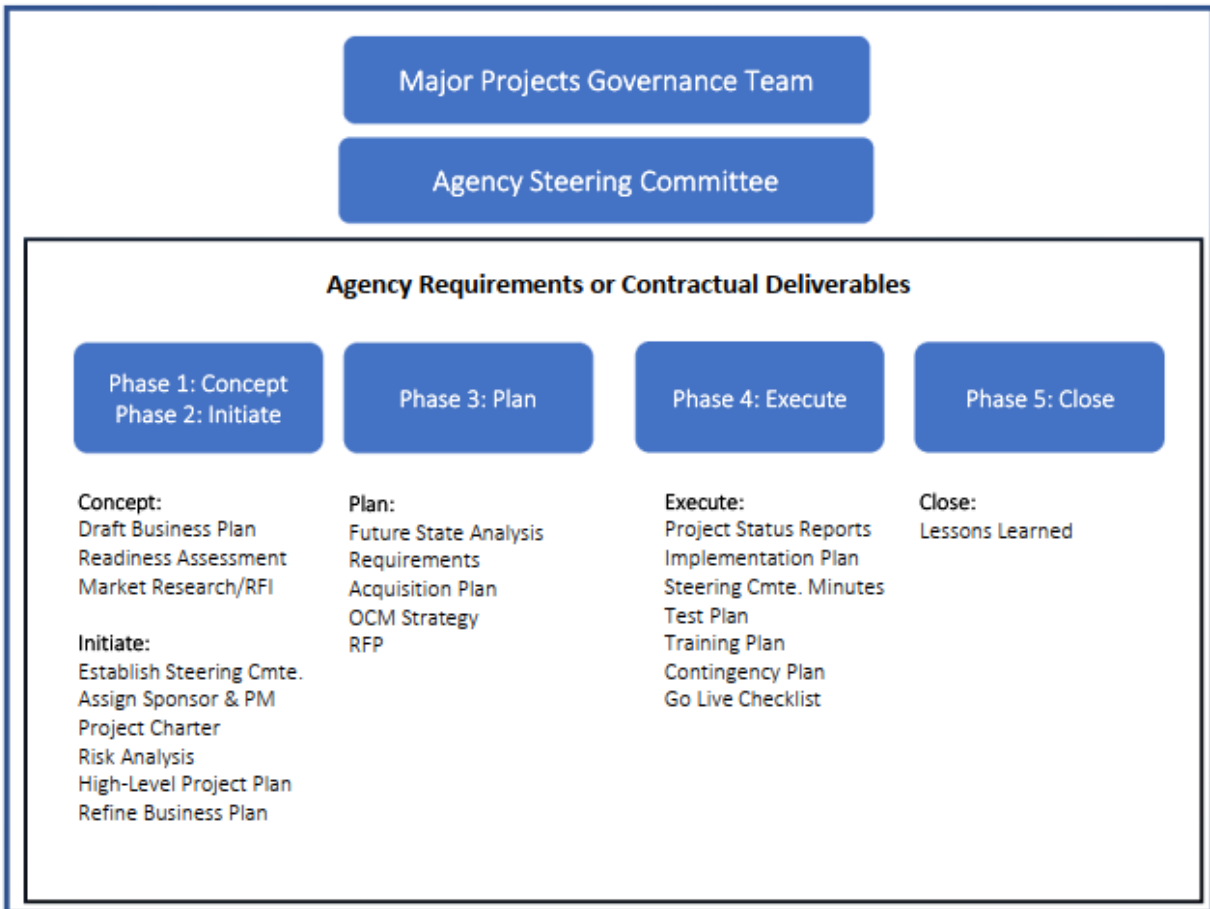 Major Projects Governance Team
Agency Steering Committee
Agency Requirements or Contractual Deliverables
Phase 1: Concept
Phase 2: Initiate
Phase 3: Plan
Phase 4: Execute
Phase 5: Close
Concept:
Draft Business Plan
Readiness Assessment
Market Research/RFI
Initiate:
Establish Steering Cmte.
Assign Sponsor & PM
Project Charter
Risk Analysis
High-Level Project Plan
Refine Business Plan
Plan:
Future State Analysis
Requirements
Acquisition Plan
OCM Strategy
RFP
Execute:
Project Status Reports
Implementation Plan
Steering Cmte. Minutes
Test Plan
Training Plan
Contingency Plan
Go Live Checklist
Close:
Lessons Learned